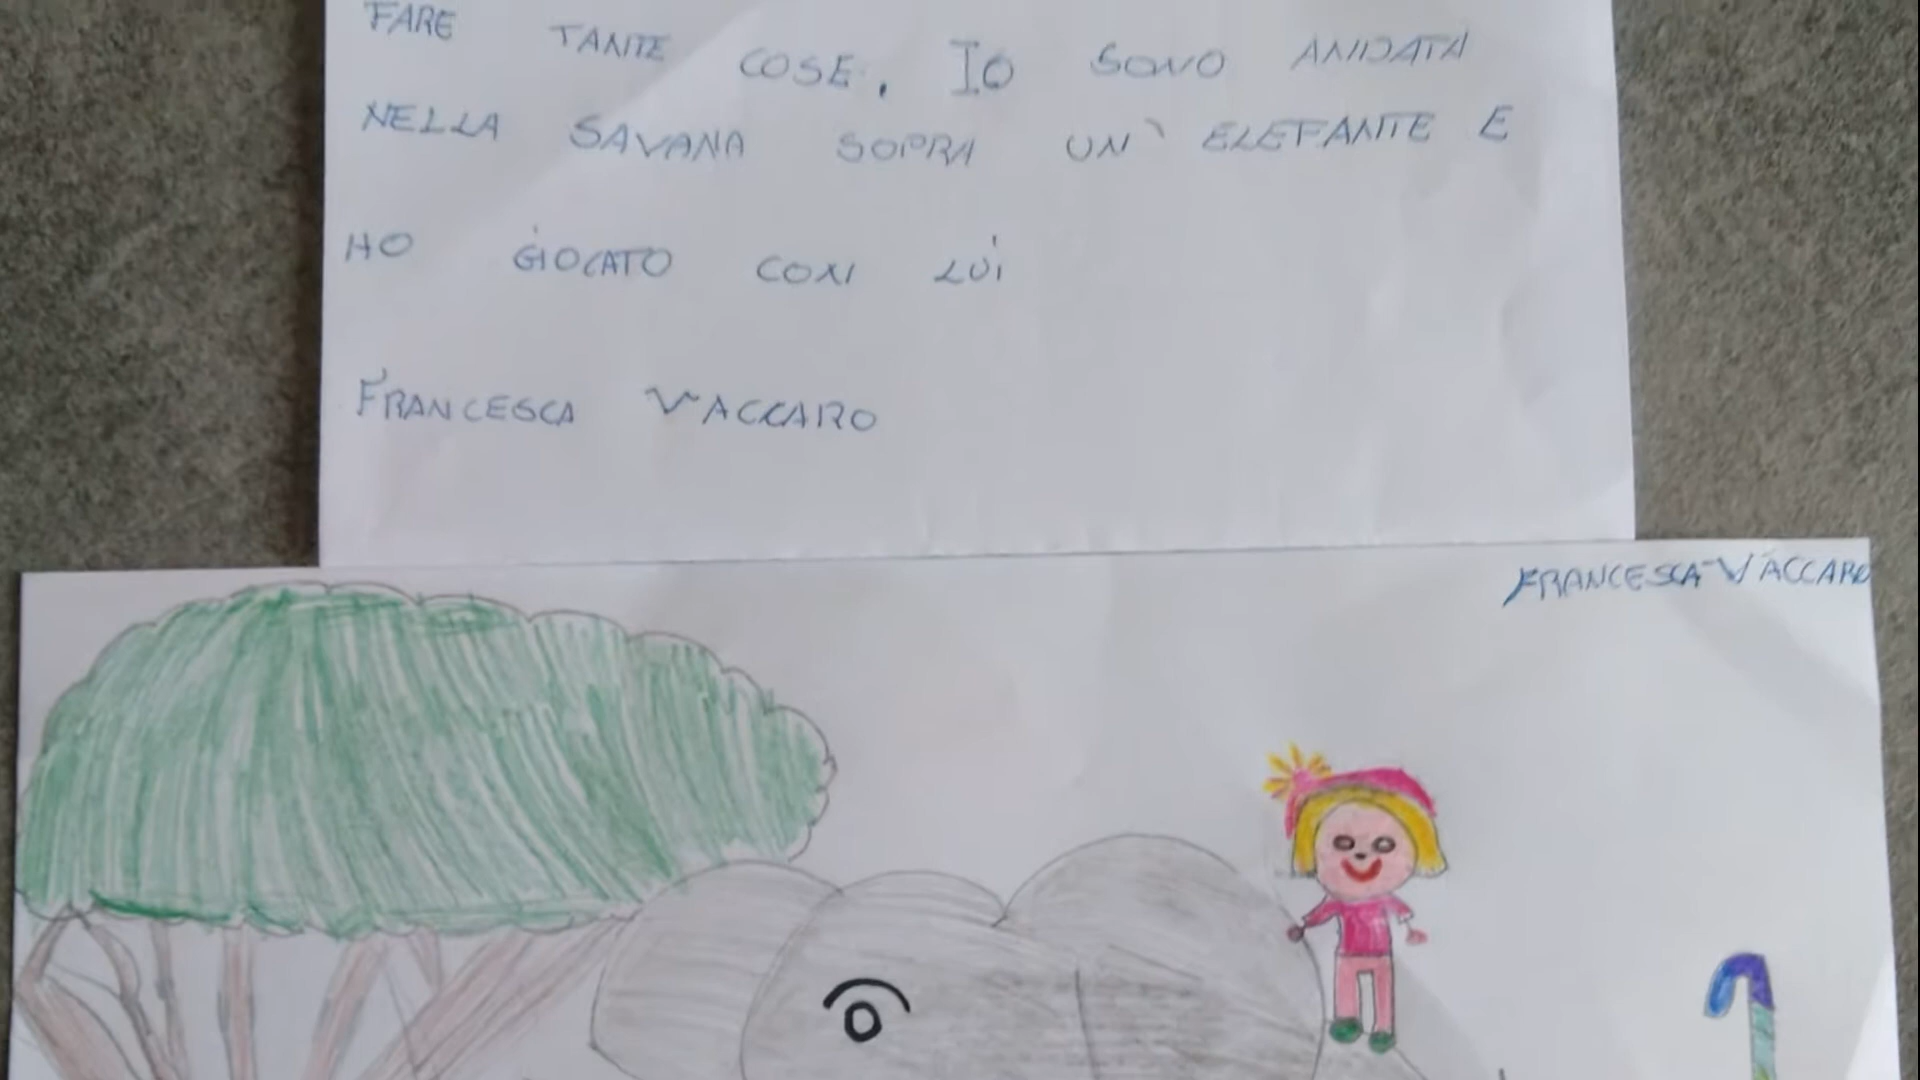 FARE TANTE COSE. IO SONO ANDATA
NELLA SAVANA SOPRA UN' ELEFANTE E
HO GIOCATO CON LUI
FRANCESCA VACCARO
FRANCESCA VACCARO